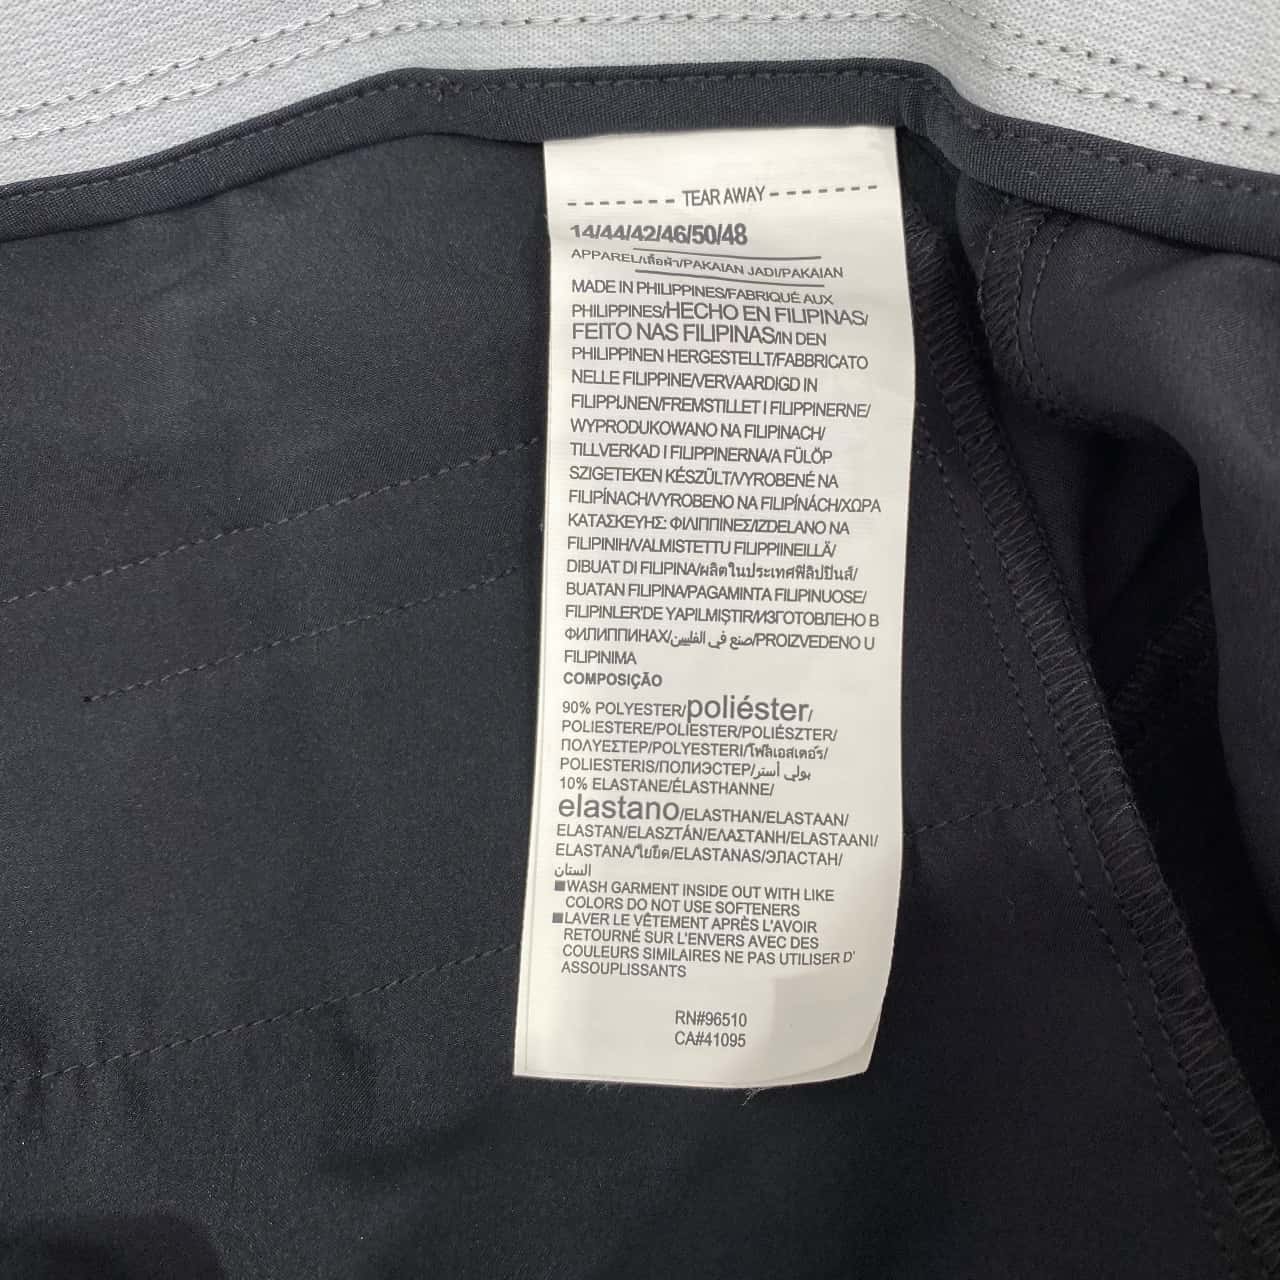 TEAR AWAY
14/44/42/46/50/48
APPAREL/เสื้อผ้า/PAKAIAN JADI/PAKAIAN
MADE IN PHILIPPINES/FABRIQUÉ AUX
PHILIPPINES/HECHO EN FILIPINAS/
FEITO NAS FILIPINAS/IN DEN
PHILIPPINEN HERGESTELLT/FABBRICATO
NELLE FILIPPINE/VERVAARDIGD IN
FILIPPIJNEN/FREMSTILLET I FILIPPINERNE/
WYPRODUKOWANO NA FILIPINACH/
TILLVERKAD I FILIPPINERNA/A FÜLÖP
SZIGETEKEN KÉSZÜLT/VYROBENÉ NA
FILIPÍNACH/VYROBENO NA FILIPÍNÁCH/ΧΩΡΑ
ΚΑΤΑΣΚΕΥΗΣ: ΦΙΛΙΠΠΙΝΕΣ/IZDELANO NA
FILIPINIH/VALMISTETTU FILIPPIINEILLÄ/
DIBUAT DI FILIPINA/ผลิตในประเทศฟิลิปปินส์/
BUATAN FILIPINA/PAGAMINTA FILIPINUOSE/
FILIPINLER'DE YAPILMIŞTIR/ИЗГОТОВЛЕНО В
ФИЛИППИНАХ/صنع في الفلبين/PROIZVEDENO U
FILIPINIMA
COMPOSIÇÃO
90% POLYESTER/poliéster/
POLIESTERE/POLIESTER/POLIÉSZTER/
ΠΟΛΥΕΣΤΕΡ/POLYESTERI/โพลีเอสเตอร์/
POLIESTERIS/ПОЛИЭСТЕР/بولي أستر
10% ELASTANE/ÉLASTHANNE/
elastano/ELASTHAN/ELASTAAN/
ELASTAN/ELASZTÁN/ΕΛΑΣΤΑΝΗ/ELASTAANI/
ELASTANA/ใยยืด/ELASTANAS/ЭЛАСТАН/
الستان
■WASH GARMENT INSIDE OUT WITH LIKE
COLORS DO NOT USE SOFTENERS
■LAVER LE VÊTEMENT APRÈS L'AVOIR
RETOURNÉ SUR L'ENVERS AVEC DES
COULEURS SIMILAIRES NE PAS UTILISER D'
ASSOUPLISSANTS
RN#96510
CA#41095